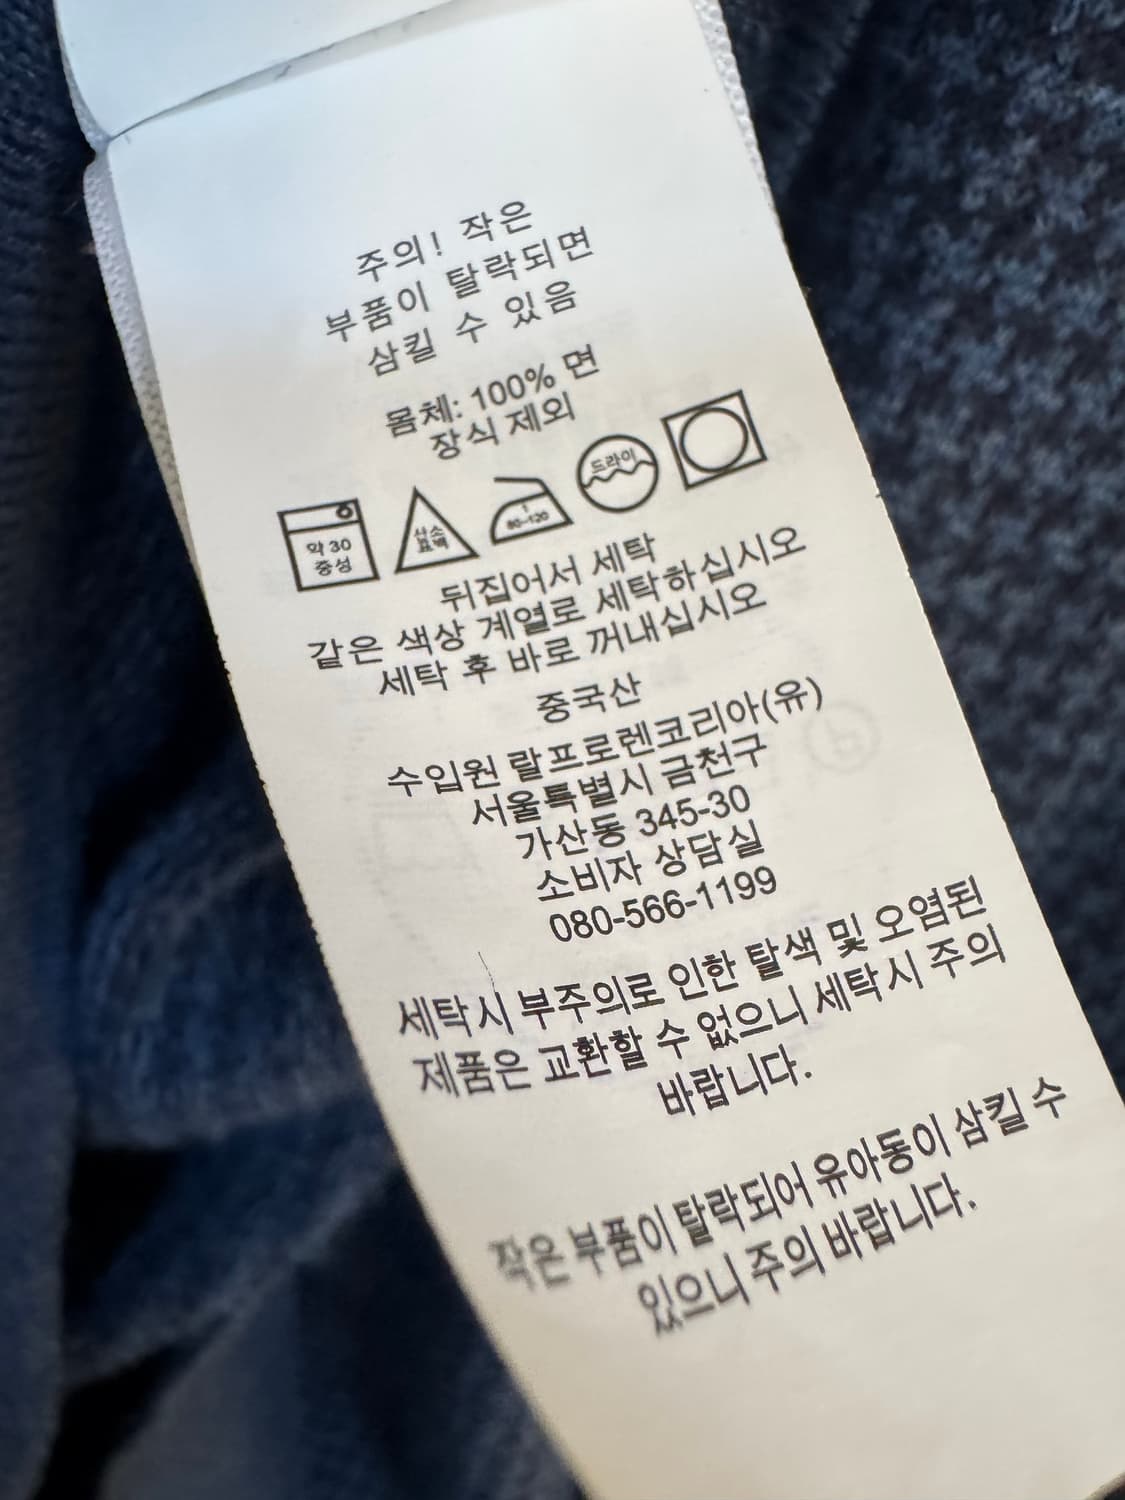 주의! 작은
부품이 탈락되면
삼킬 수 있음
몸체: 100% 면
장식 제외
약 30
중성
산소
표백
1
80-120
드라이
뒤집어서 세탁
같은 색상 계열로 세탁하십시오
세탁 후 바로 꺼내십시오
중국산
수입원 랄프로렌코리아(유)
서울특별시 금천구
가산동 345-30
소비자 상담실
080-566-1199
세탁시 부주의로 인한 탈색 및 오염된
제품은 교환할 수 없으니 세탁시 주의
바랍니다.
작은 부품이 탈락되어 유아동이 삼킬 수
있으니 주의 바랍니다.